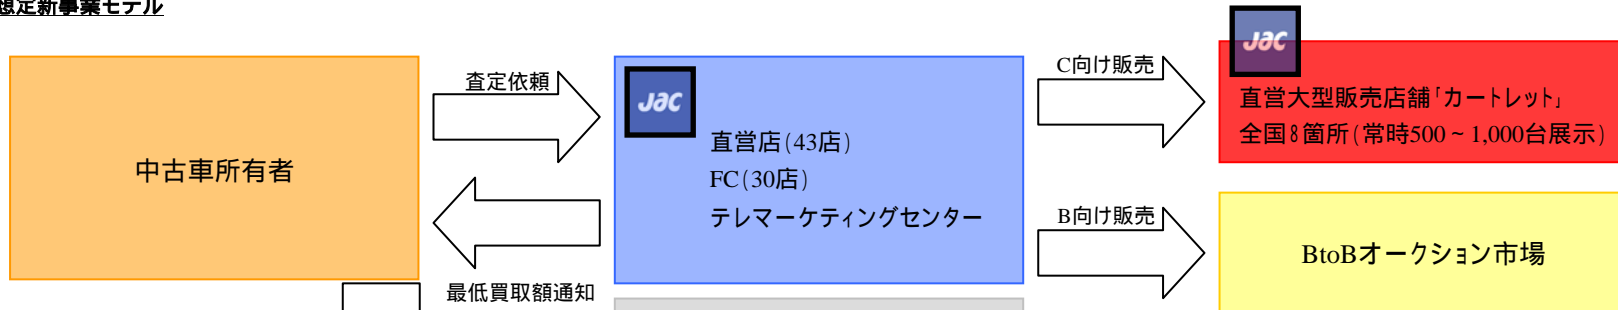 想定新事業モデル
中古車所有者
査定依頼
最低買取額通知
Jac
直営店(43店)
FC(30店)
テレマーケティングセンター
C向け販売
B向け販売
Jac
直営大型販売店舗「カートレット」
全国8箇所(常時500~1,000台展示)
BtoBオークション市場